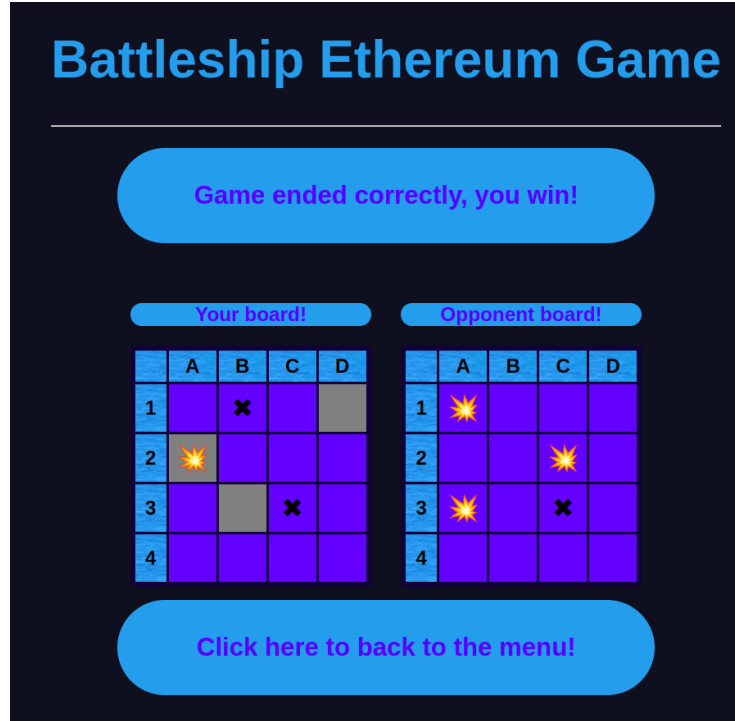 Battleship Ethereum Game
Game ended correctly, you win!
Your board!
A B C D
1
2
3
4
Opponent board!
A B C D
1
2
3
4
Click here to back to the menu!